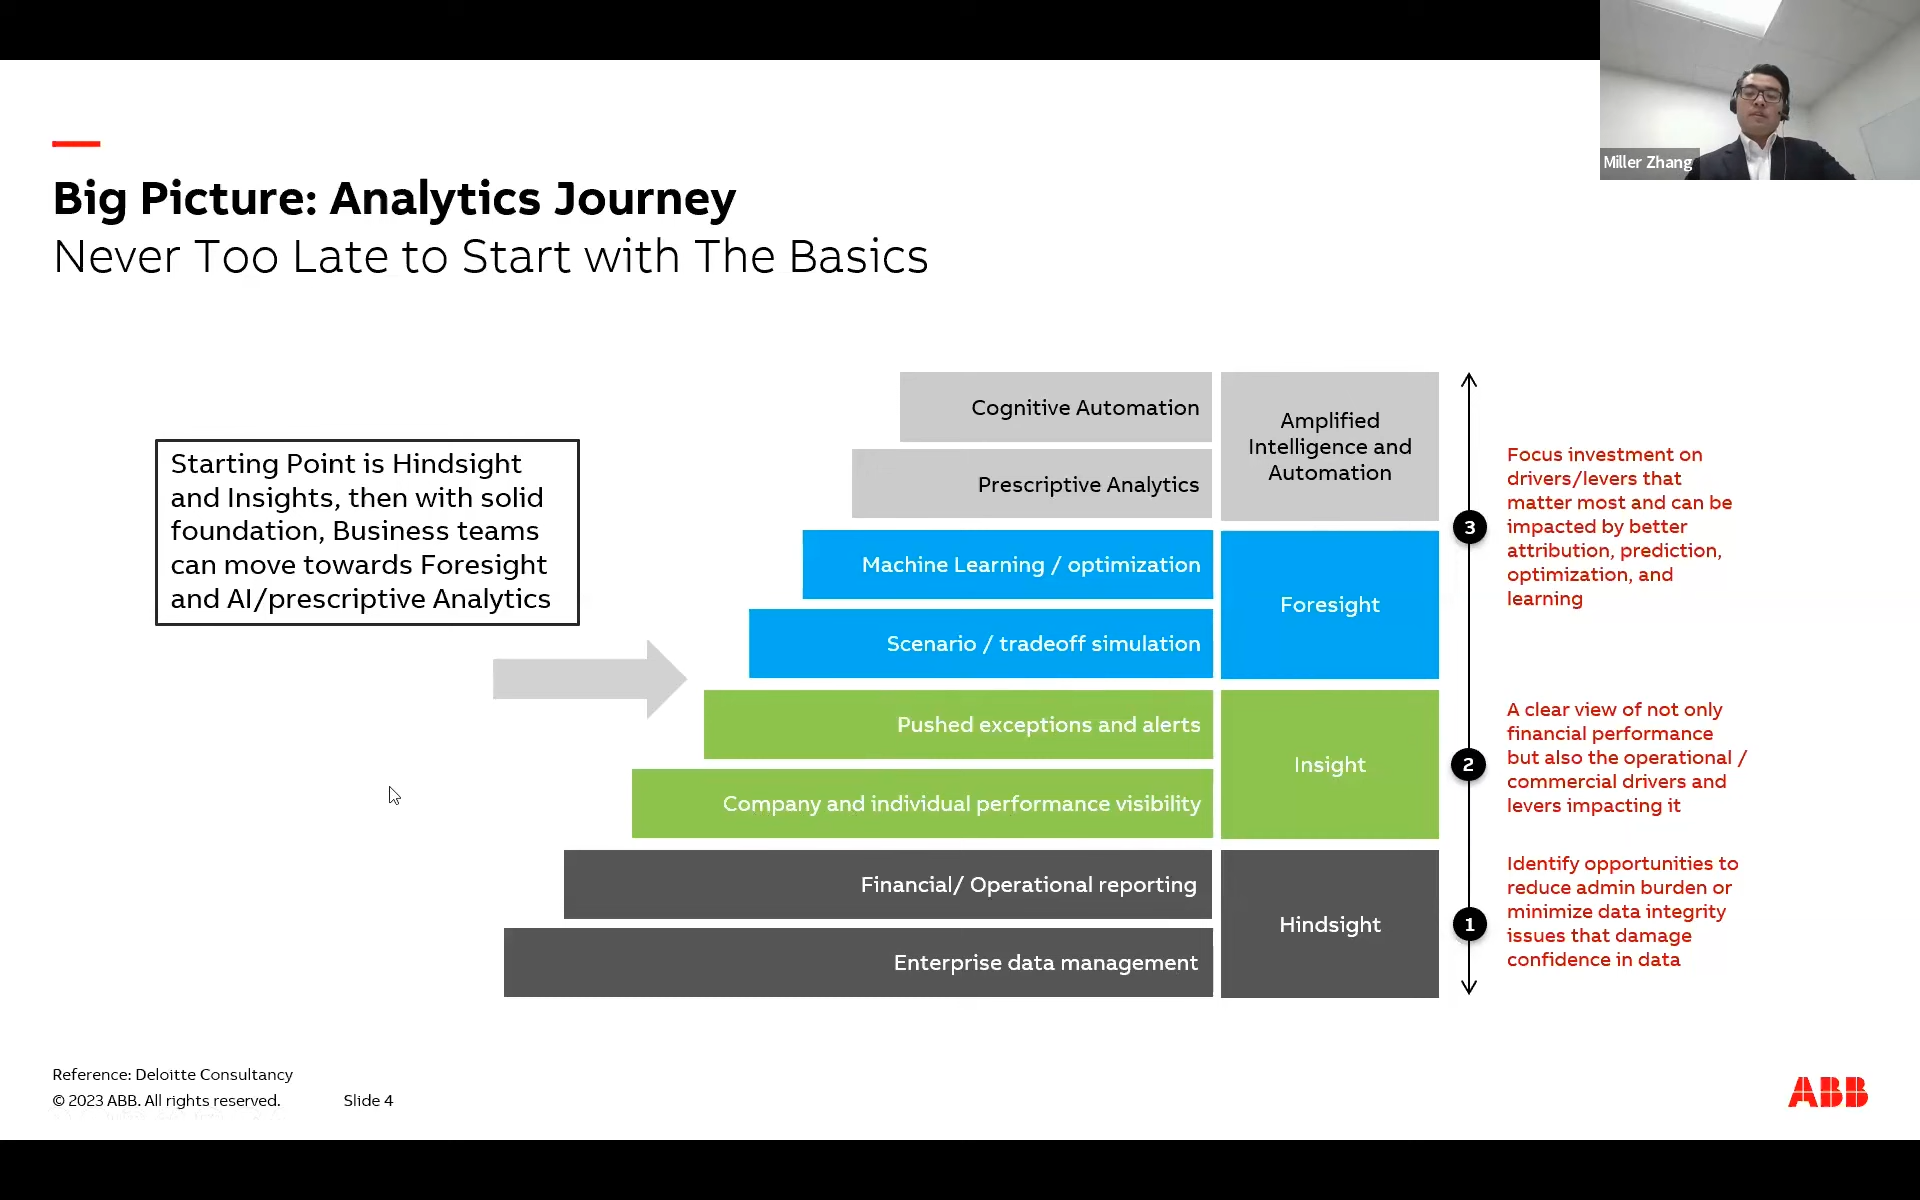 Miller Zhang
Big Picture: Analytics Journey
Never Too Late to Start with The Basics
Starting Point is Hindsight
and Insights, then with solid
foundation, Business teams
can move towards Foresight
and AI/prescriptive Analytics
Cognitive Automation
Prescriptive Analytics
Machine Learning / optimization
Scenario / tradeoff simulation
Pushed exceptions and alerts
Company and individual performance visibility
Financial/ Operational reporting
Enterprise data management
Amplified
Intelligence and
Automation
Foresight
Insight
Hindsight
3
Focus investment on
drivers/levers that
matter most and can be
impacted by better
attribution, prediction,
optimization, and
learning
2
A clear view of not only
financial performance
but also the operational /
commercial drivers and
levers impacting it
1
Identify opportunities to
reduce admin burden or
minimize data integrity
issues that damage
confidence in data
Reference: Deloitte Consultancy
© 2023 ABB. All rights reserved.
Slide 4
ABB